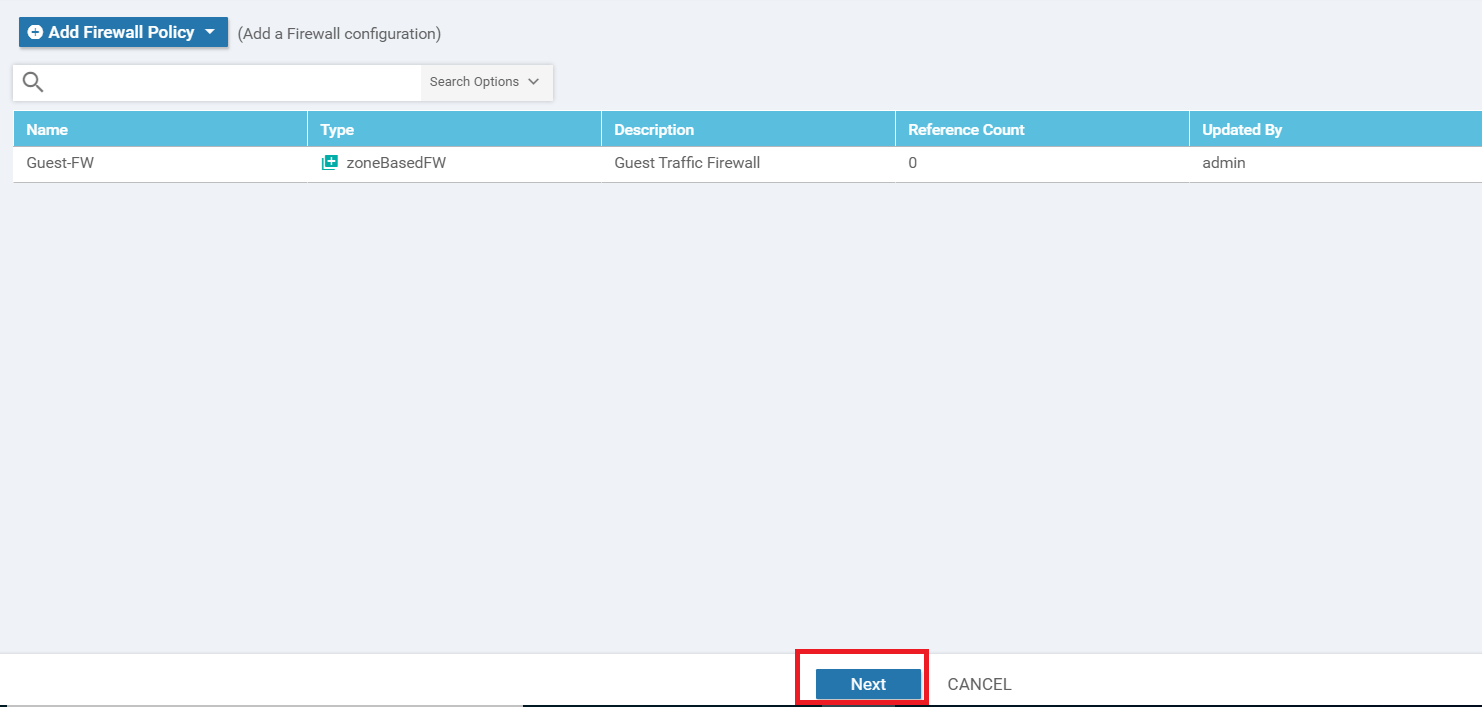 Add Firewall Policy (Add a Firewall configuration)
Search Options
Name Type Description Reference Count Updated By
Guest-FW zoneBasedFW Guest Traffic Firewall 0 admin
Next CANCEL